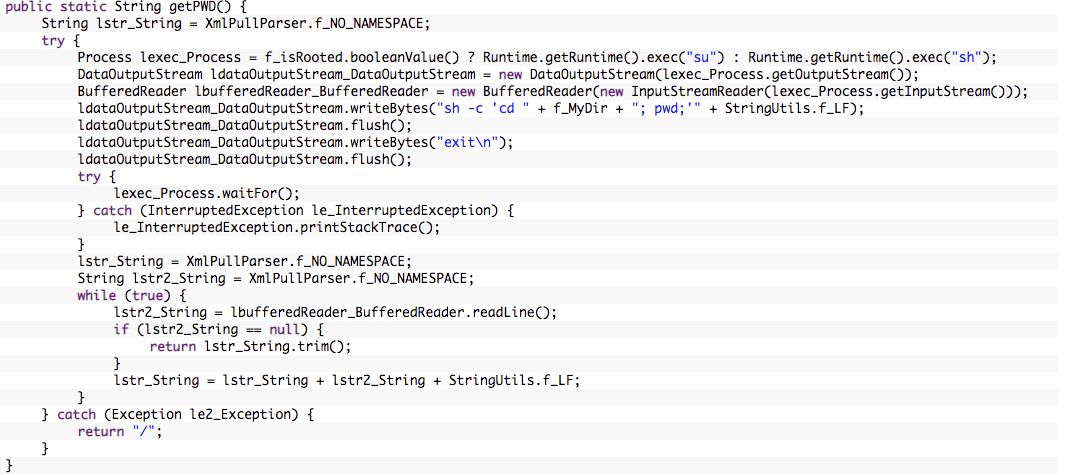 public static String getPWD() {
String lstr_String = XmlPullParser.f_NO_NAMESPACE;
try {
Process lexec_Process = f_isRooted.booleanValue() ? Runtime.getRuntime().exec("su") : Runtime.getRuntime().exec("sh");
DataOutputStream ldataOutputStream_DataOutputStream = new DataOutputStream(lexec_Process.getOutputStream());
BufferedReader lbufferedReader_BufferedReader = new BufferedReader(new InputStreamReader(lexec_Process.getInputStream()));
ldataOutputStream_DataOutputStream.writeBytes("sh -c 'cd " + f_MyDir + "; pwd;'" + StringUtils.f_LF);
ldataOutputStream_DataOutputStream.flush();
ldataOutputStream_DataOutputStream.writeBytes("exit\n");
ldataOutputStream_DataOutputStream.flush();
try {
lexec_Process.waitFor();
} catch (InterruptedException le_InterruptedException) {
le_InterruptedException.printStackTrace();
}
lstr_String = XmlPullParser.f_NO_NAMESPACE;
String lstr2_String = XmlPullParser.f_NO_NAMESPACE;
while (true) {
lstr2_String = lbufferedReader_BufferedReader.readLine();
if (lstr2_String == null) {
return lstr_String.trim();
}
lstr_String = lstr_String + lstr2_String + StringUtils.f_LF;
}
} catch (Exception le2_Exception) {
return "/";
}
}